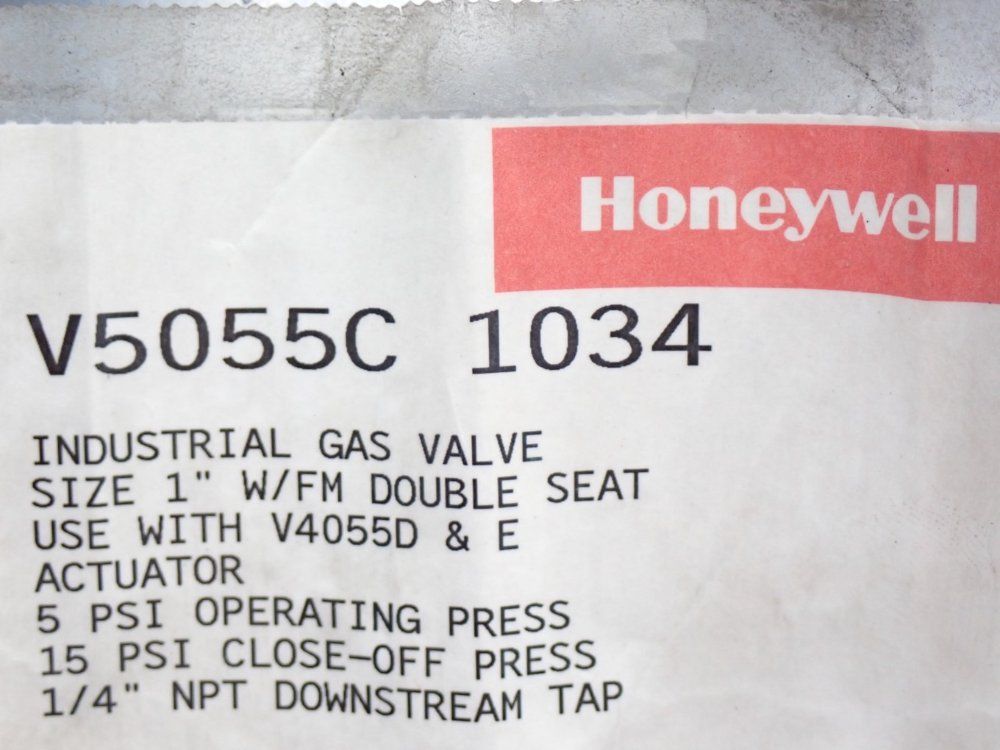 Honeywell
V5055C 1034
INDUSTRIAL GAS VALVE
SIZE 1" W/FM DOUBLE SEAT
USE WITH V4055D & E
ACTUATOR
5 PSI OPERATING PRESS
15 PSI CLOSE-OFF PRESS
1/4" NPT DOWNSTREAM TAP